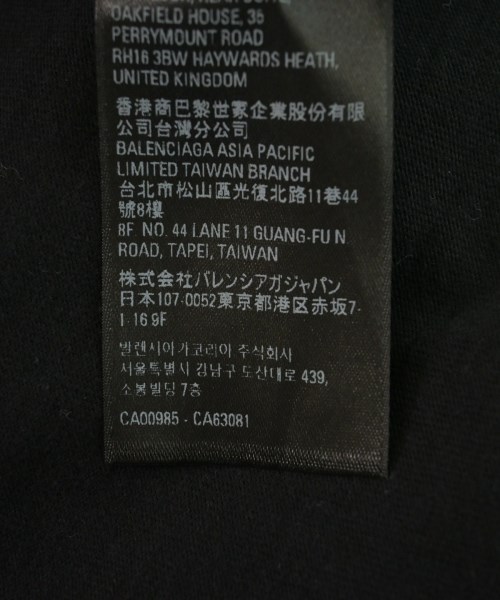 OAKFIELD HOUSE, 35
PERRYMOUNT ROAD
RH16 3BW HAYWARDS HEATH,
UNITED KINGDOM
香港商巴黎世家企業股份有限
公司台灣分公司
BALENCIAGA ASIA PACIFIC
LIMITED TAIWAN BRANCH
台北市松山區光復北路11巷44
號8樓
8F. NO. 44 LANE 11 GUANG-FU N
ROAD, TAPEI, TAIWAN
株式会社バレンシアガジャパン
日本107-0052東京都港区赤坂7-
1-16 9F
발렌시아가코리아 주식회사
서울특별시 강남구 도산대로 439,
소봉빌딩 7층
CA00985 - CA63081